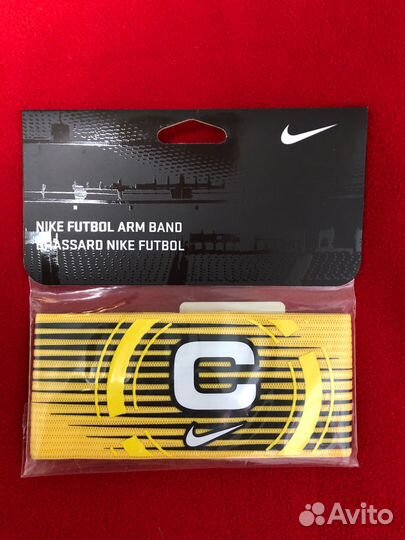 NIKE FUTBOL ARM BAND
BRASSARD NIKE FUTBOL
C
Avito